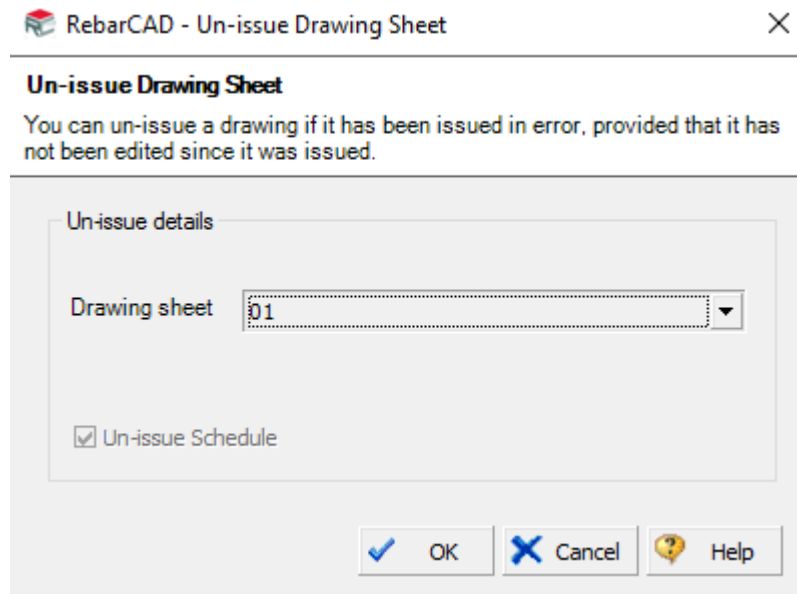 RebarCAD - Un-issue Drawing Sheet
Un-issue Drawing Sheet
You can un-issue a drawing if it has been issued in error, provided that it has
not been edited since it was issued.
Un-issue details
Drawing sheet 01
Un-issue Schedule
OK Cancel Help